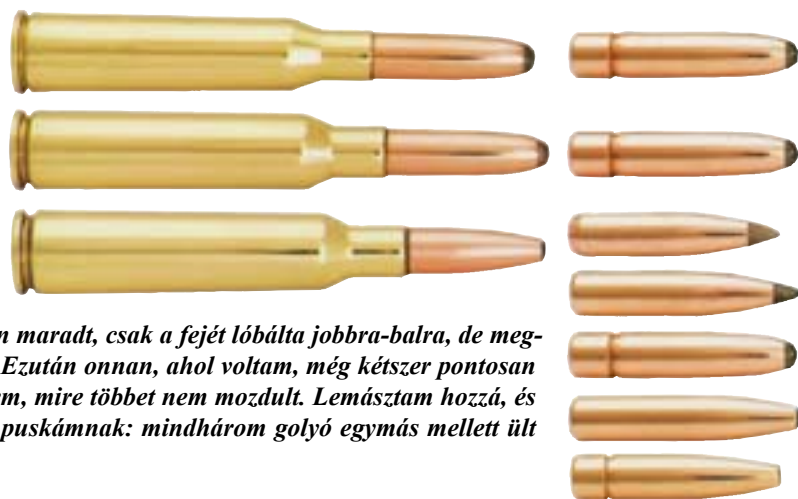 n maradt, csak a fejét lóbálta jobbra-balra, de meg-
Ezután onnan, ahol voltam, még kétszer pontosan
em, mire többet nem mozdult. Lemásztam hozzá, és
puskámnak: mindhárom golyó egymás mellett ült